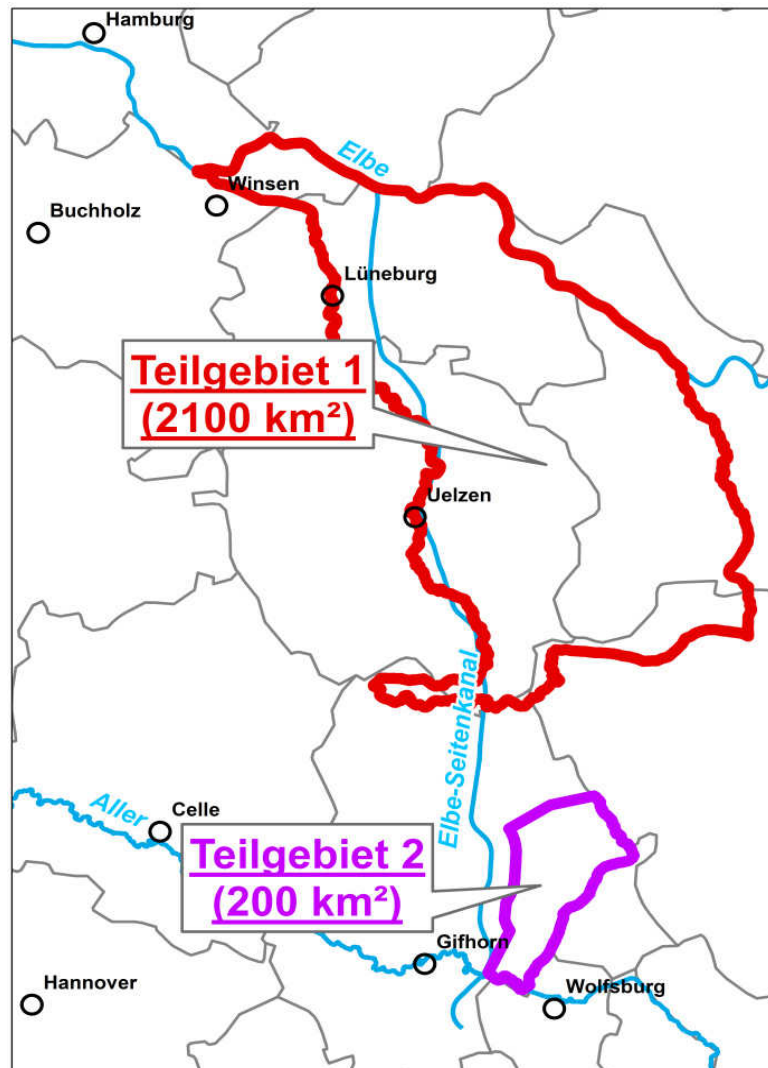 Hamburg
Elbe
Winsen
Buchholz
Lüneburg
Teilgebiet 1
(2100 km²)
Uelzen
Elbe-Seitenkanal
Aller
Celle
Teilgebiet 2
(200 km²)
Gifhorn
Hannover
Wolfsburg